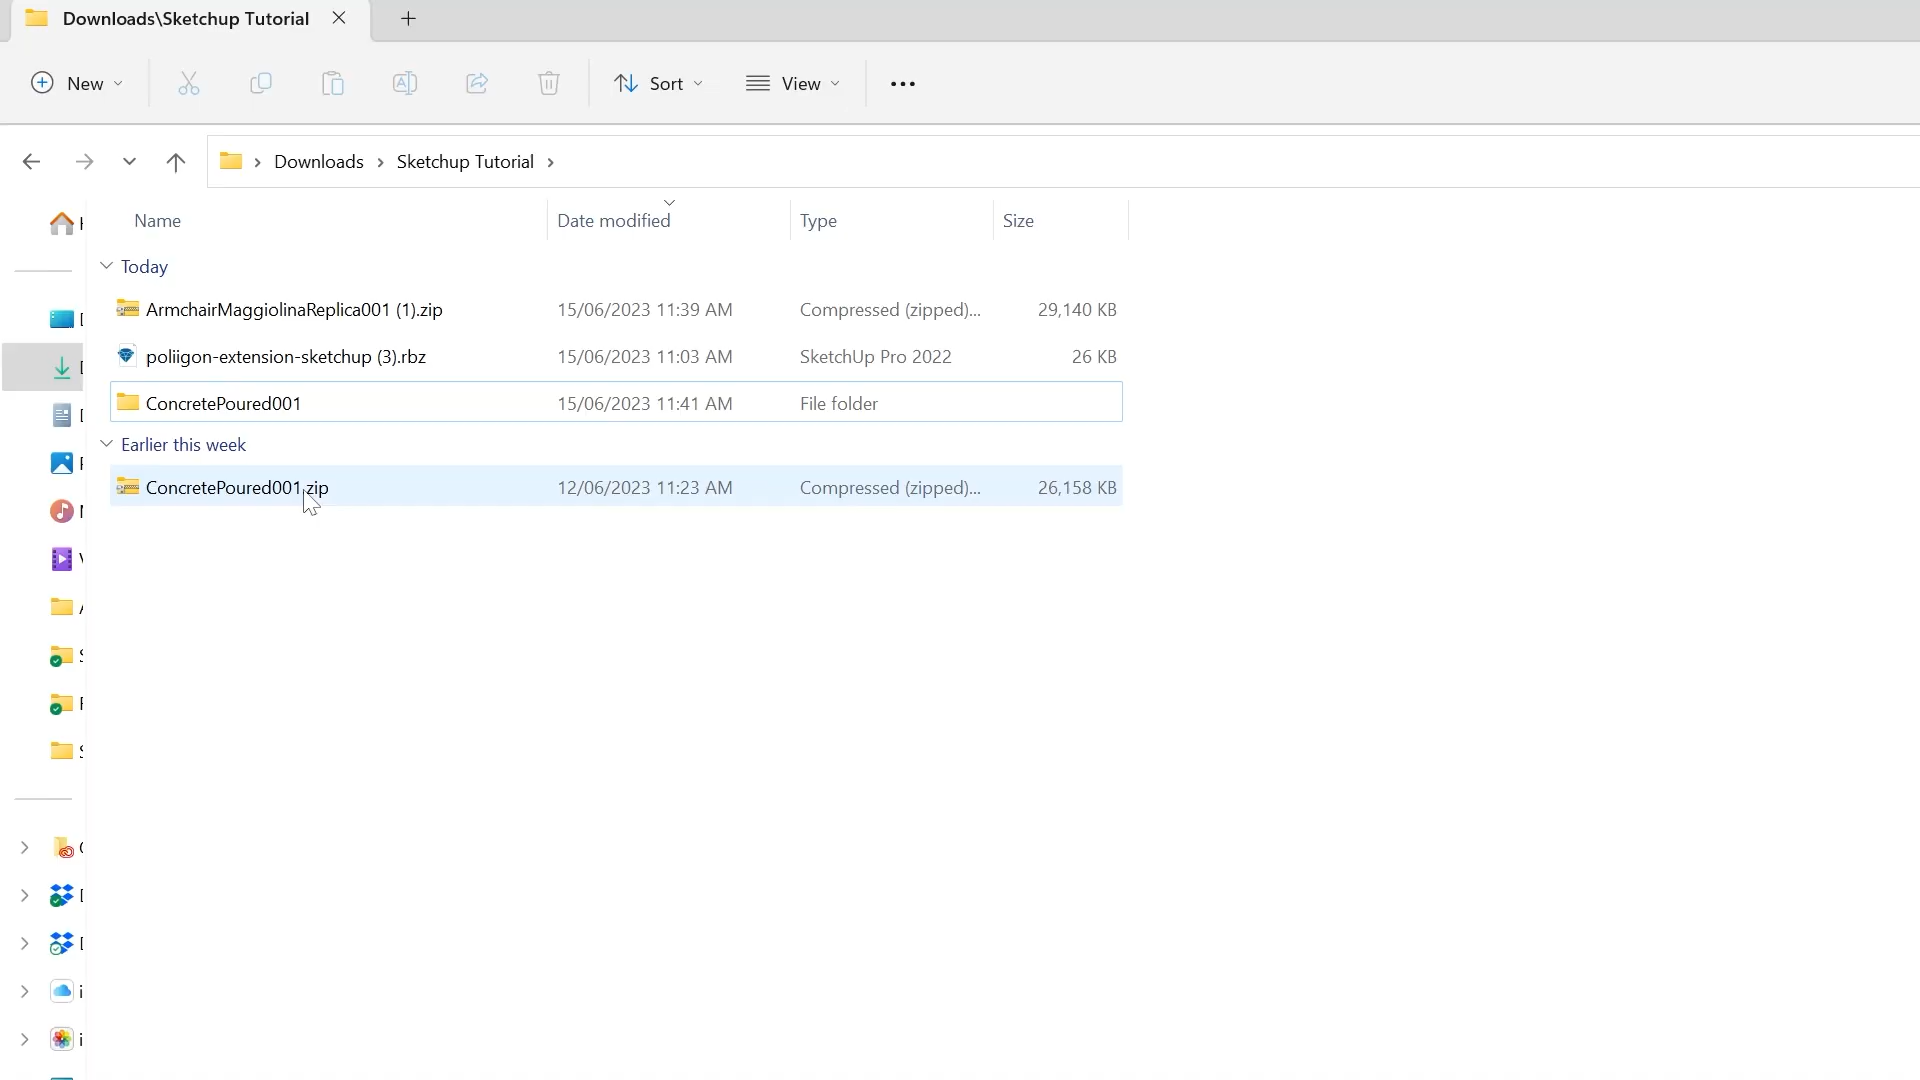 Downloads\Sketchup Tutorial
New
Sort
View
Downloads > Sketchup Tutorial >
Name Date modified Type Size
Today
ArmchairMaggiolinaReplica001 (1).zip 15/06/2023 11:39 AM Compressed (zipped)... 29,140 KB
poliigon-extension-sketchup (3).rbz 15/06/2023 11:03 AM SketchUp Pro 2022 26 KB
ConcretePoured001 15/06/2023 11:41 AM File folder
Earlier this week
ConcretePoured001.zip 12/06/2023 11:23 AM Compressed (zipped)... 26,158 KB